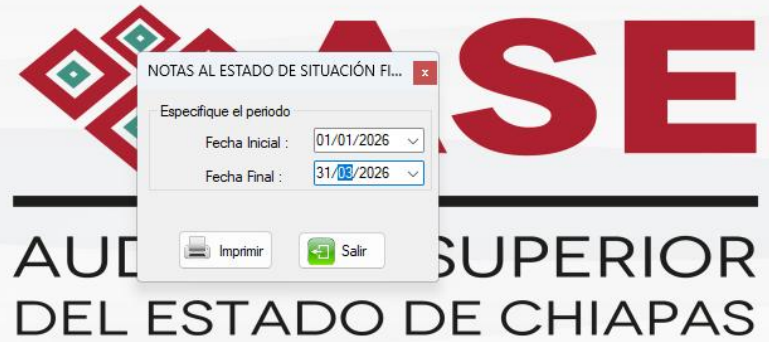 ASE
NOTAS AL ESTADO DE SITUACIÓN FI... x
Especifique el periodo
Fecha Inicial : 01/01/2026
Fecha Final : 31/03/2026
Imprimir Salir
AUD SUPERIOR
DEL ESTADO DE CHIAPAS